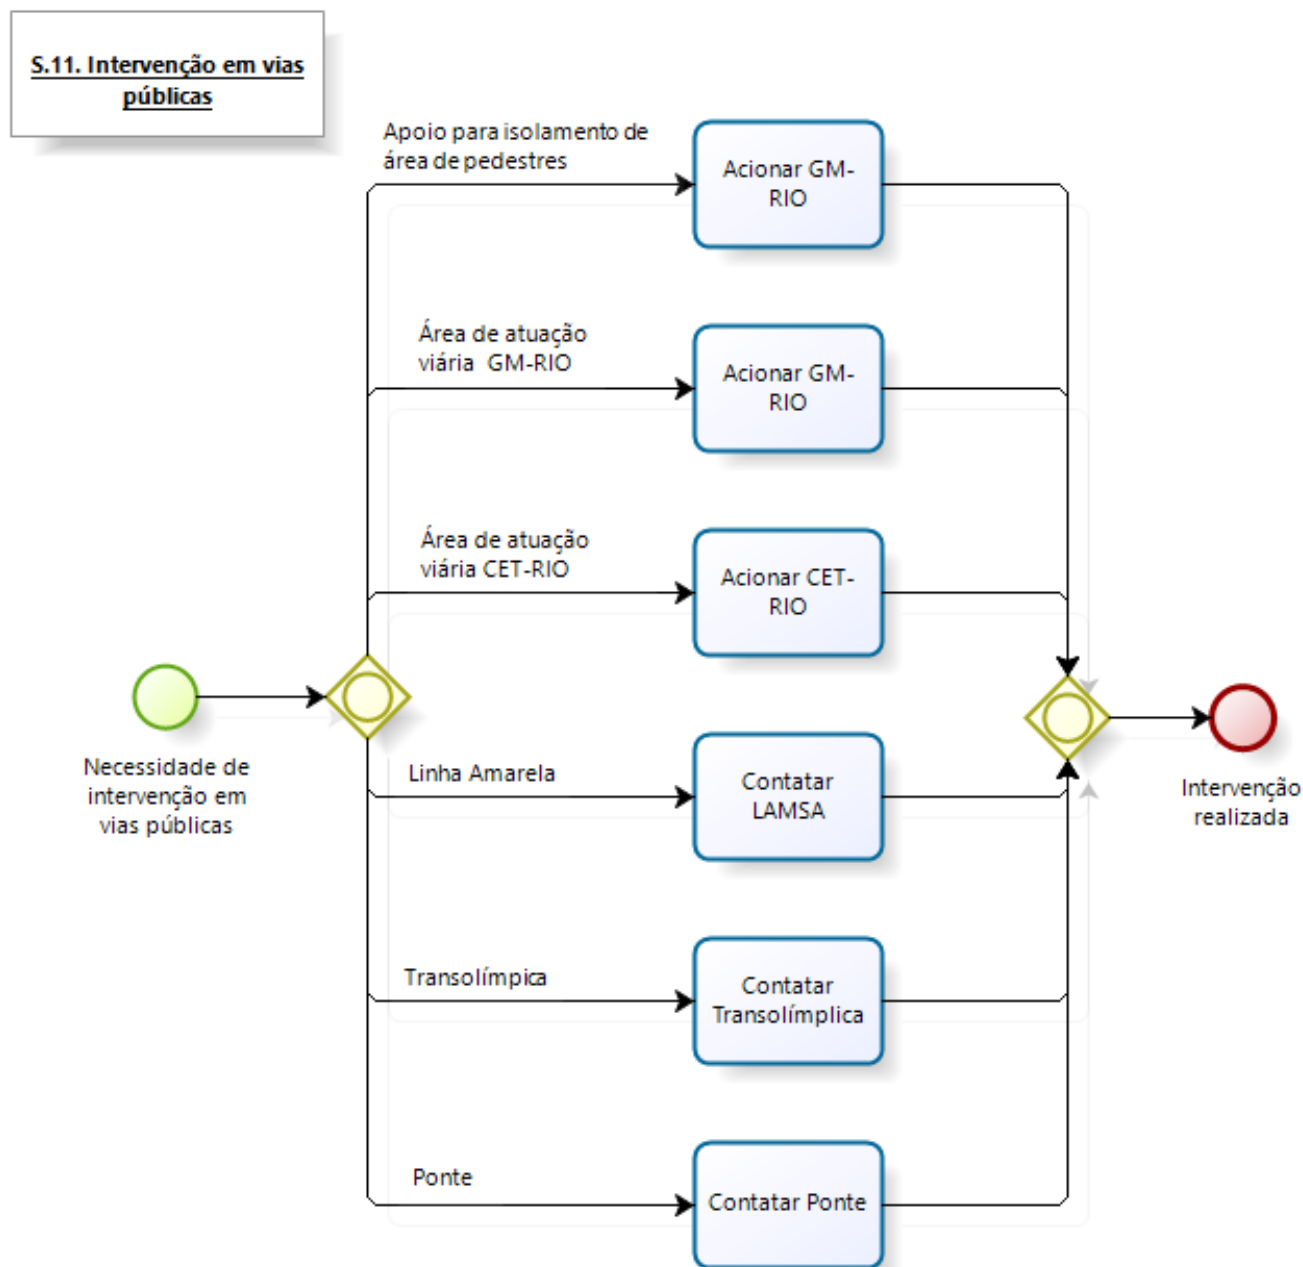 S.11. Intervenção em vias
públicas
Apoio para isolamento de
área de pedestres
Acionar GM-
RIO
Área de atuação
viária GM-RIO
Acionar GM-
RIO
Área de atuação
viária CET-RIO
Acionar CET-
RIO
Necessidade de
intervenção em
vias públicas
Linha Amarela
Contatar
LAMSA
Intervenção
realizada
Transolímpica
Contatar
Transolímplica
Ponte
Contatar Ponte